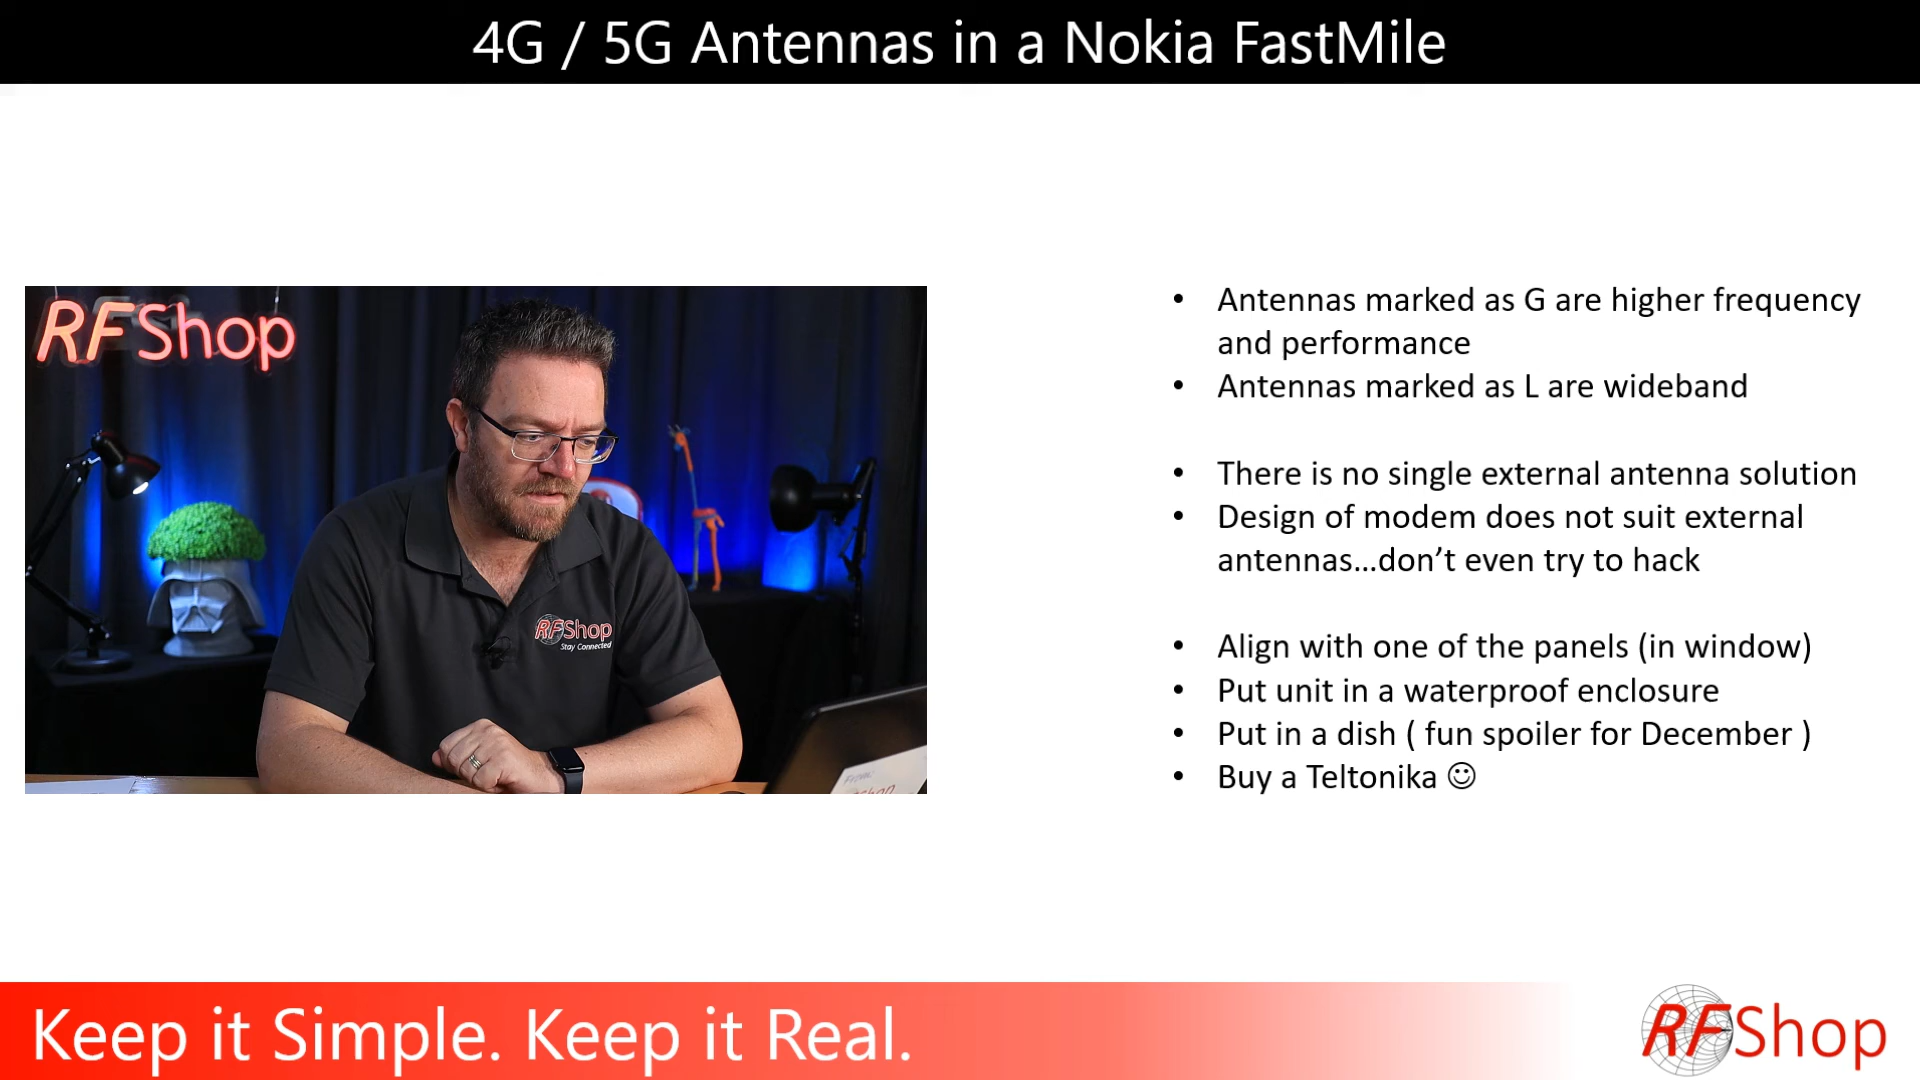 4G / 5G Antennas in a Nokia FastMile
RFShop
RFShop
Stay Connected
• Antennas marked as G are higher frequency
and performance
• Antennas marked as L are wideband
• There is no single external antenna solution
• Design of modem does not suit external
antennas...don’t even try to hack
• Align with one of the panels (in window)
• Put unit in a waterproof enclosure
• Put in a dish ( fun spoiler for December )
• Buy a Teltonika ☺
Keep it Simple. Keep it Real.
RFShop